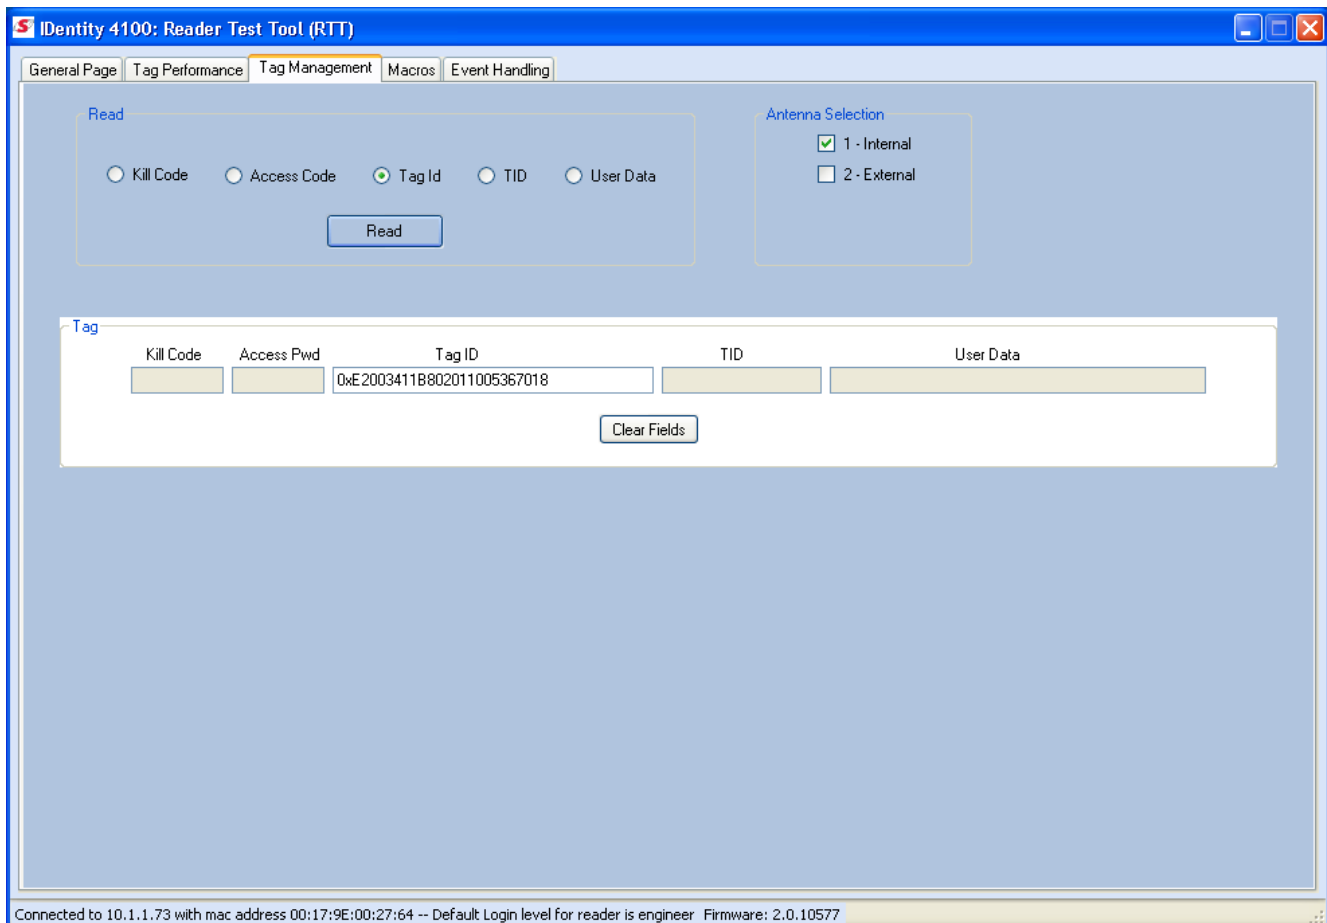 IDentity 4100: Reader Test Tool (RTT)
General Page Tag Performance Tag Management Macros Event Handling
Read
Antenna Selection
1 - Internal
Kill Code Access Code Tag Id TID User Data
2 - External
Read
Tag
Kill Code Access Pwd Tag ID TID User Data
0xE2003411B802011005367018
Clear Fields
Connected to 10.1.1.73 with mac address 00:17:9E:00:27:64 -- Default Login level for reader is engineer Firmware: 2.0.10577